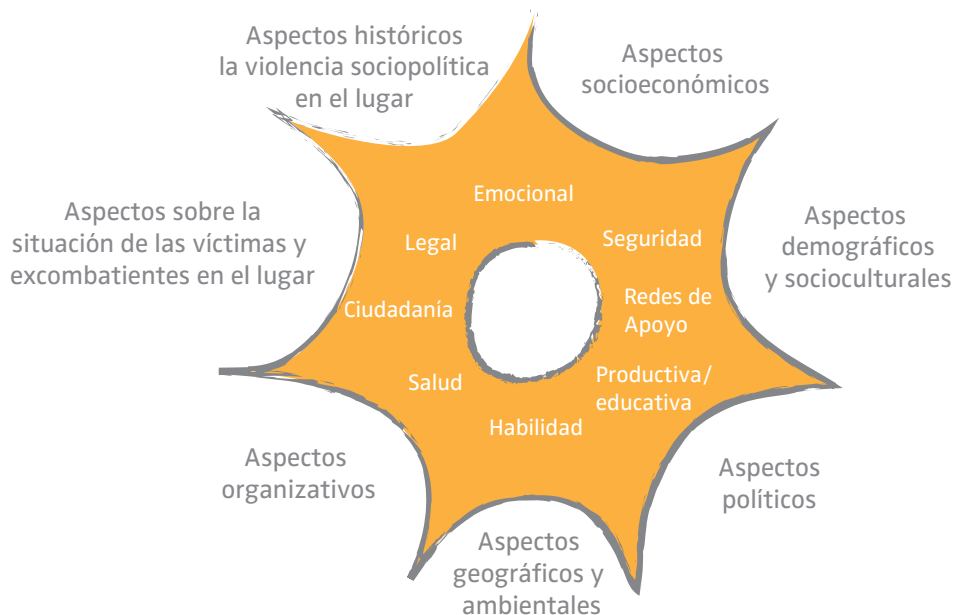 Aspectos históricos
la violencia sociopolítica
en el lugar
Aspectos
socioeconómicos
Aspectos sobre la
situación de las víctimas y
excombatientes en el lugar
Aspectos
demográficos
y socioculturales
Emocional
Legal
Seguridad
Ciudadanía
Redes de
Apoyo
Salud
Productiva/
educativa
Habilidad
Aspectos
organizativos
Aspectos
políticos
Aspectos
geográficos y
ambientales